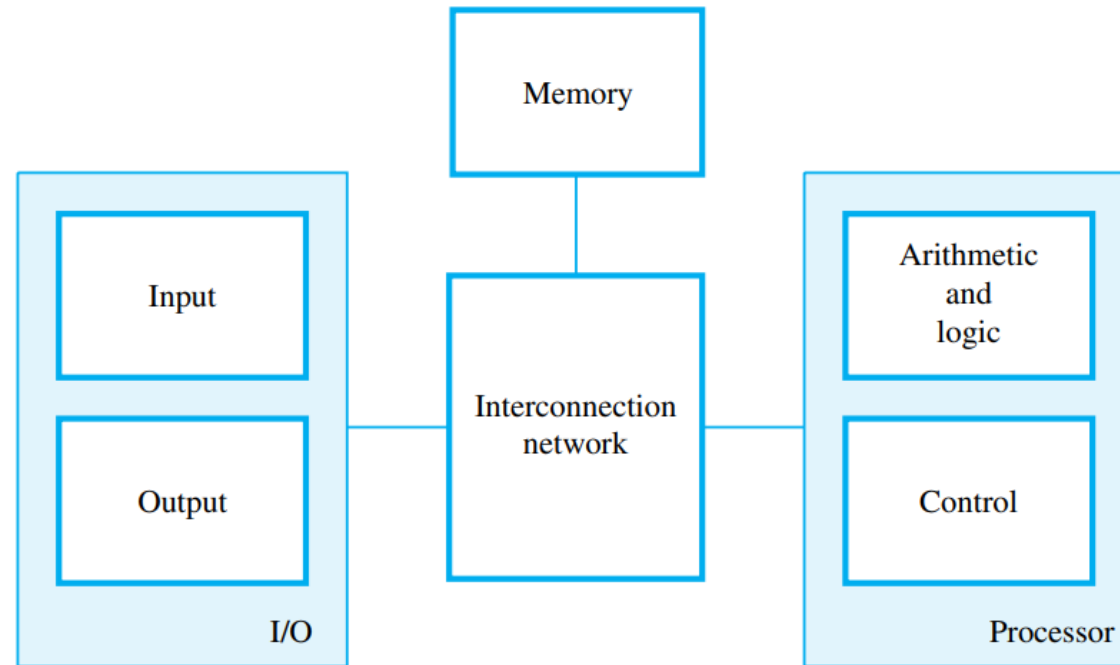 Memory
Input
Output
I/O
Interconnection
network
Arithmetic
and
logic
Control
Processor